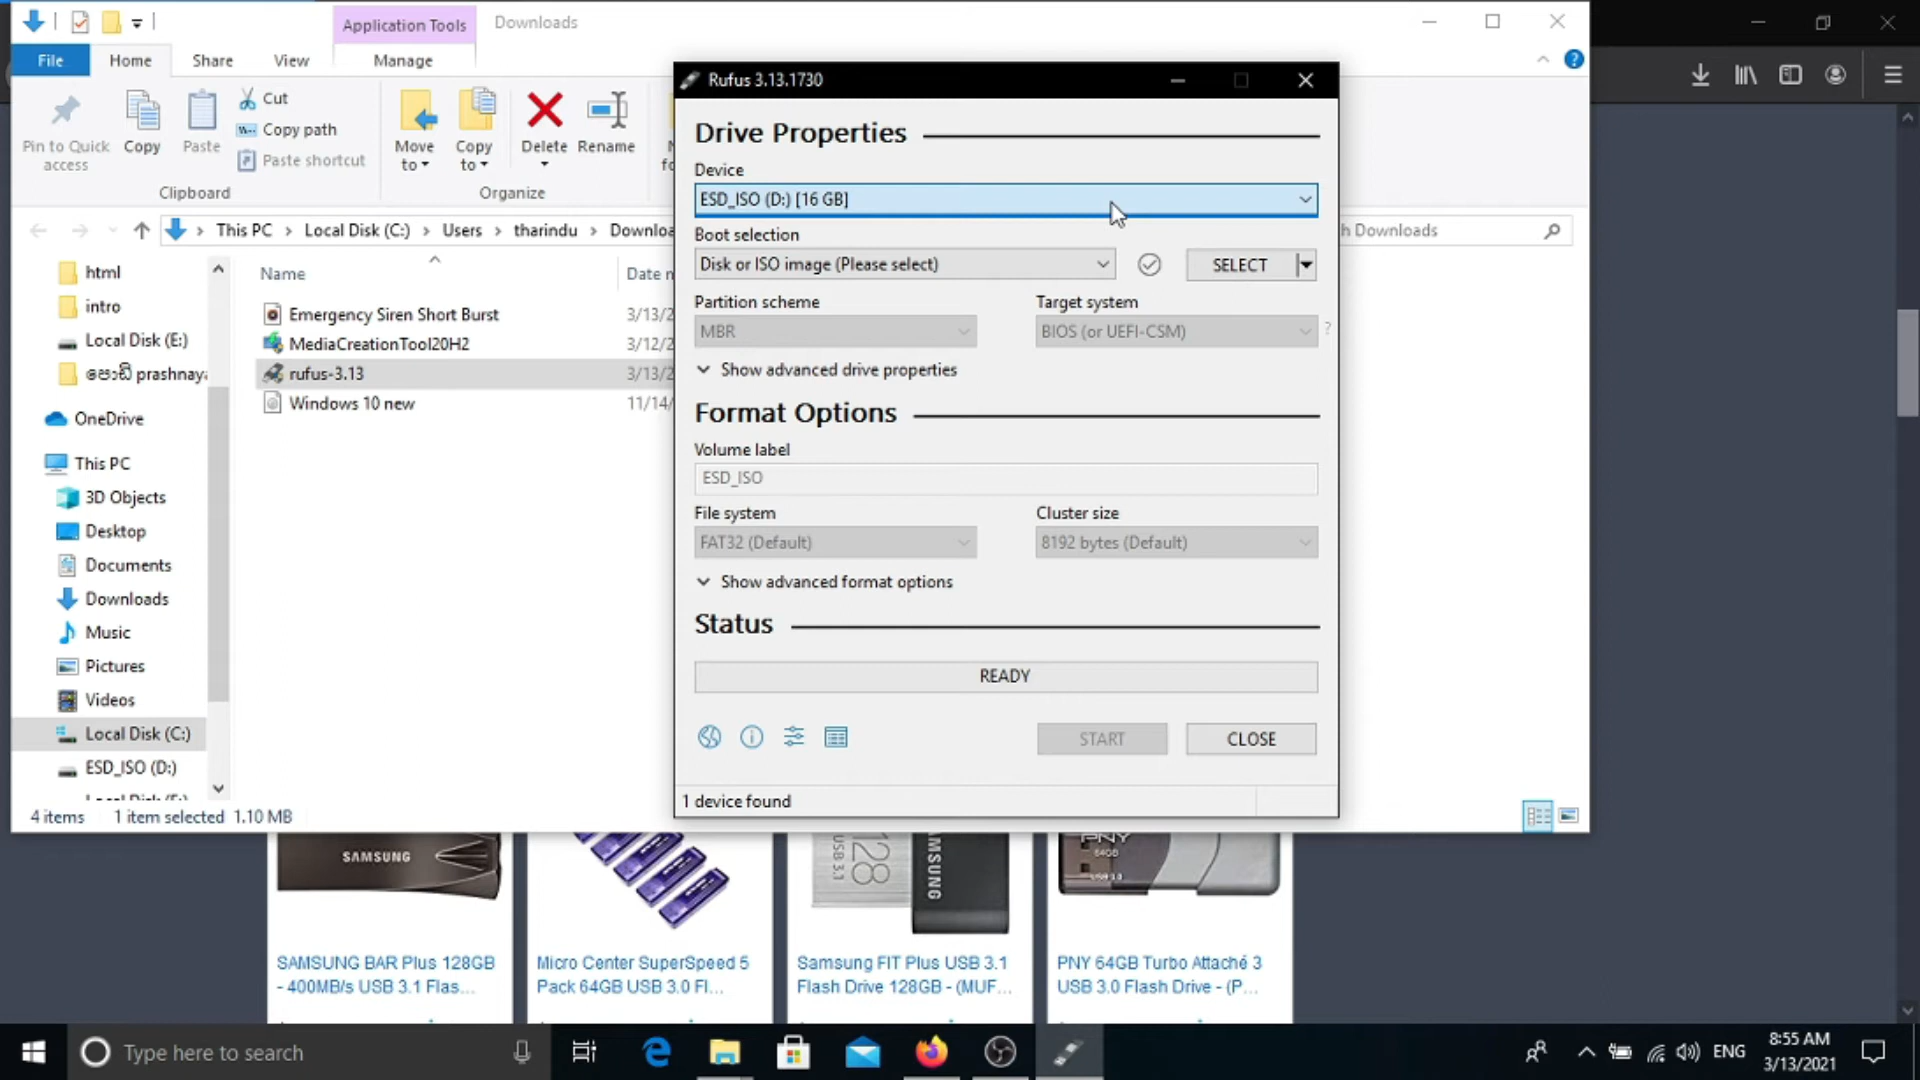 Application Tools
Downloads
File
Home
Share
View
Manage
Pin to Quick access
Copy
Paste
Cut
Copy path
Paste shortcut
Clipboard
Move to
Copy to
Delete
Rename
Organize
This PC
Local Disk (C:)
Users
tharindu
Downloa
h Downloads
html
intro
Local Disk (E:)
පොඩි prashnaya
OneDrive
This PC
3D Objects
Desktop
Documents
Downloads
Music
Pictures
Videos
Local Disk (C:)
ESD_ISO (D:)
Name
Date
Emergency Siren Short Burst
3/13/2
MediaCreationTool20H2
3/12/2
rufus-3.13
3/13/2
Windows 10 new
11/14/
4 items
1 item selected 1.10 MB
Rufus 3.13.1730
Drive Properties
Device
ESD_ISO (D:) [16 GB]
Boot selection
Disk or ISO image (Please select)
SELECT
Partition scheme
Target system
MBR
BIOS (or UEFI-CSM)
?
Show advanced drive properties
Format Options
Volume label
ESD_ISO
File system
Cluster size
FAT32 (Default)
8192 bytes (Default)
Show advanced format options
Status
READY
START
CLOSE
1 device found
SAMSUNG
128
USB 3.1
AMSUNG
PNY
64GB
SAMSUNG BAR Plus 128GB
- 400MB/s USB 3.1 Flas...
Micro Center SuperSpeed 5
Pack 64GB USB 3.0 Fl...
Samsung FIT Plus USB 3.1
Flash Drive 128GB - (MUF...
PNY 64GB Turbo Attaché 3
USB 3.0 Flash Drive - (P...
Type here to search
ENG
8:55 AM
3/13/2021